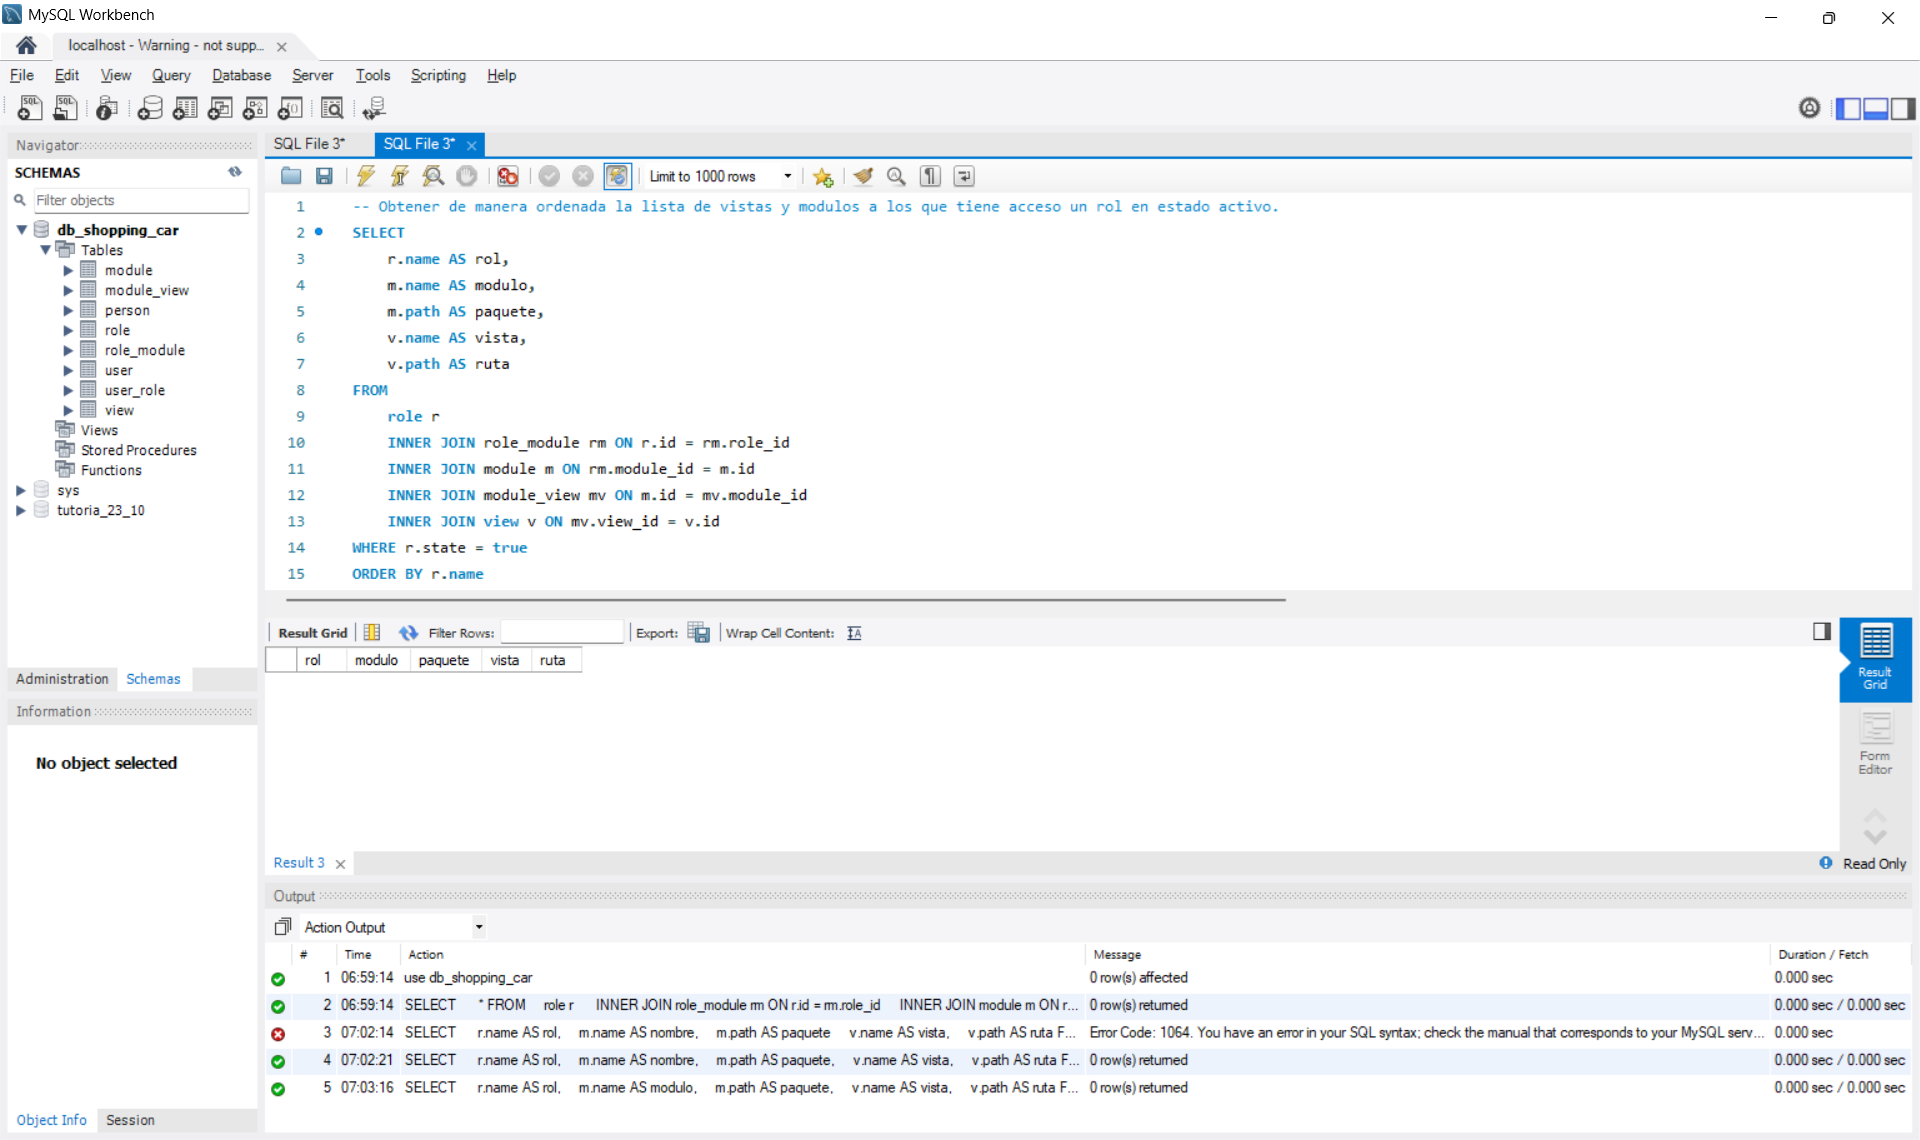 MySQL Workbench
localhost - Warning - not supp...
File Edit View Query Database Server Tools Scripting Help
Navigator
SQL File 3* SQL File 3*
SCHEMAS
Limit to 1000 rows
Filter objects
db_shopping_car
Tables
module
module_view
person
role
role_module
user
user_role
view
Views
Stored Procedures
Functions
sys
tutoria_23_10
1 -- Obtener de manera ordenada la lista de vistas y modulos a los que tiene acceso un rol en estado activo.
2 SELECT
3 r.name AS rol,
4 m.name AS modulo,
5 m.path AS paquete,
6 v.name AS vista,
7 v.path AS ruta
8 FROM
9 role r
10 INNER JOIN role_module rm ON r.id = rm.role_id
11 INNER JOIN module m ON rm.module_id = m.id
12 INNER JOIN module_view mv ON m.id = mv.module_id
13 INNER JOIN view v ON mv.view_id = v.id
14 WHERE r.state = true
15 ORDER BY r.name
Result Grid Filter Rows: Export: Wrap Cell Content:
rol modulo paquete vista ruta
Result Grid
Form Editor
Administration Schemas
Information
No object selected
Result 3 Read Only
Output
Action Output
# Time Action Message Duration / Fetch
1 06:59:14 use db_shopping_car 0 row(s) affected 0.000 sec
2 06:59:14 SELECT * FROM role r INNER JOIN role_module rm ON r.id = rm.role_id INNER JOIN module m ON r... 0 row(s) returned 0.000 sec / 0.000 sec
3 07:02:14 SELECT r.name AS rol, m.name AS nombre, m.path AS paquete v.name AS vista, v.path AS ruta F... Error Code: 1064. You have an error in your SQL syntax; check the manual that corresponds to your MySQL serv... 0.000 sec
4 07:02:21 SELECT r.name AS rol, m.name AS nombre, m.path AS paquete, v.name AS vista, v.path AS ruta F... 0 row(s) returned 0.000 sec / 0.000 sec
5 07:03:16 SELECT r.name AS rol, m.name AS modulo, m.path AS paquete, v.name AS vista, v.path AS ruta F... 0 row(s) returned 0.000 sec / 0.000 sec
Object Info Session